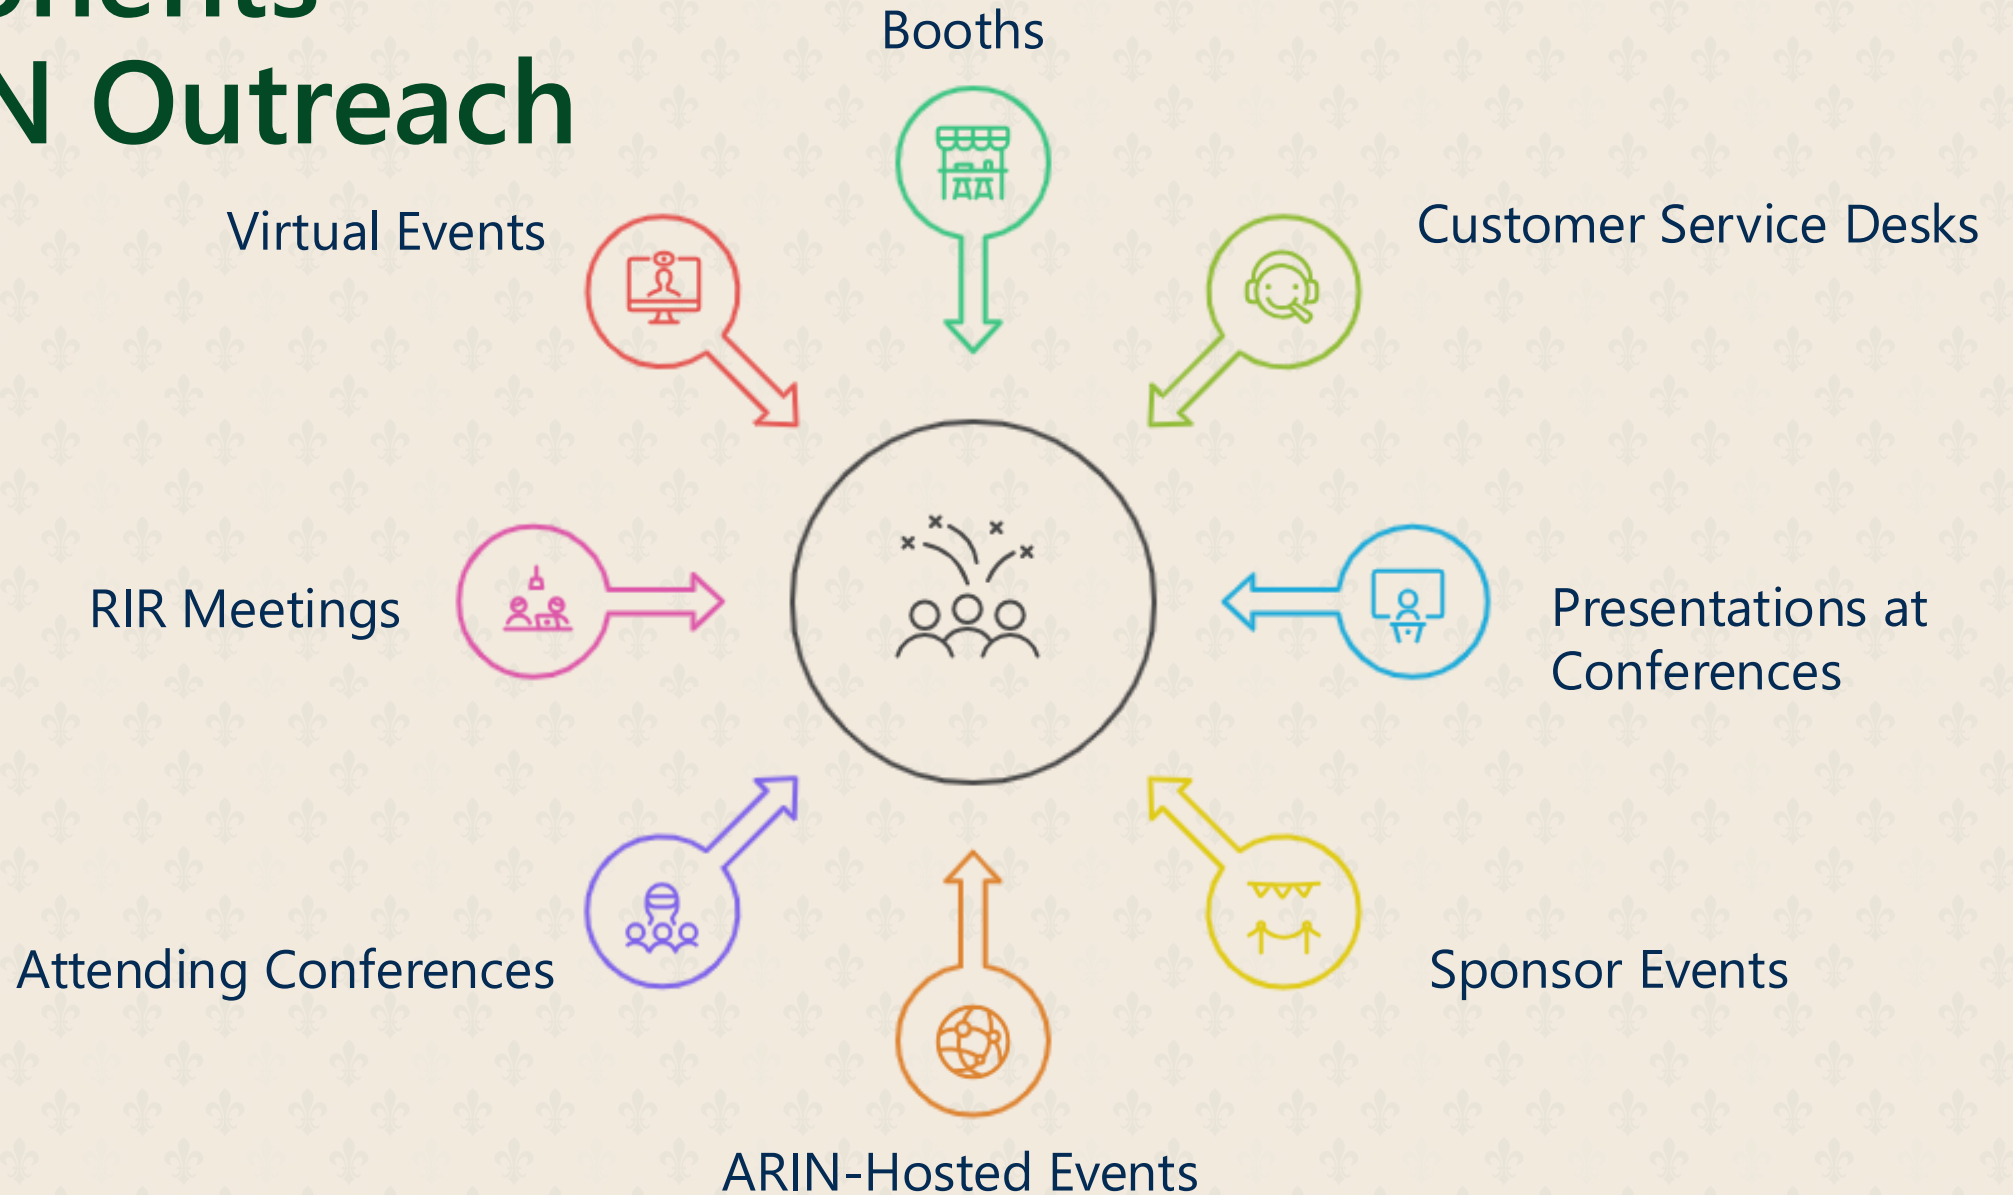 N Outreach
Booths
Virtual Events
Customer Service Desks
RIR Meetings
Presentations at
Conferences
Attending Conferences
Sponsor Events
ARIN-Hosted Events